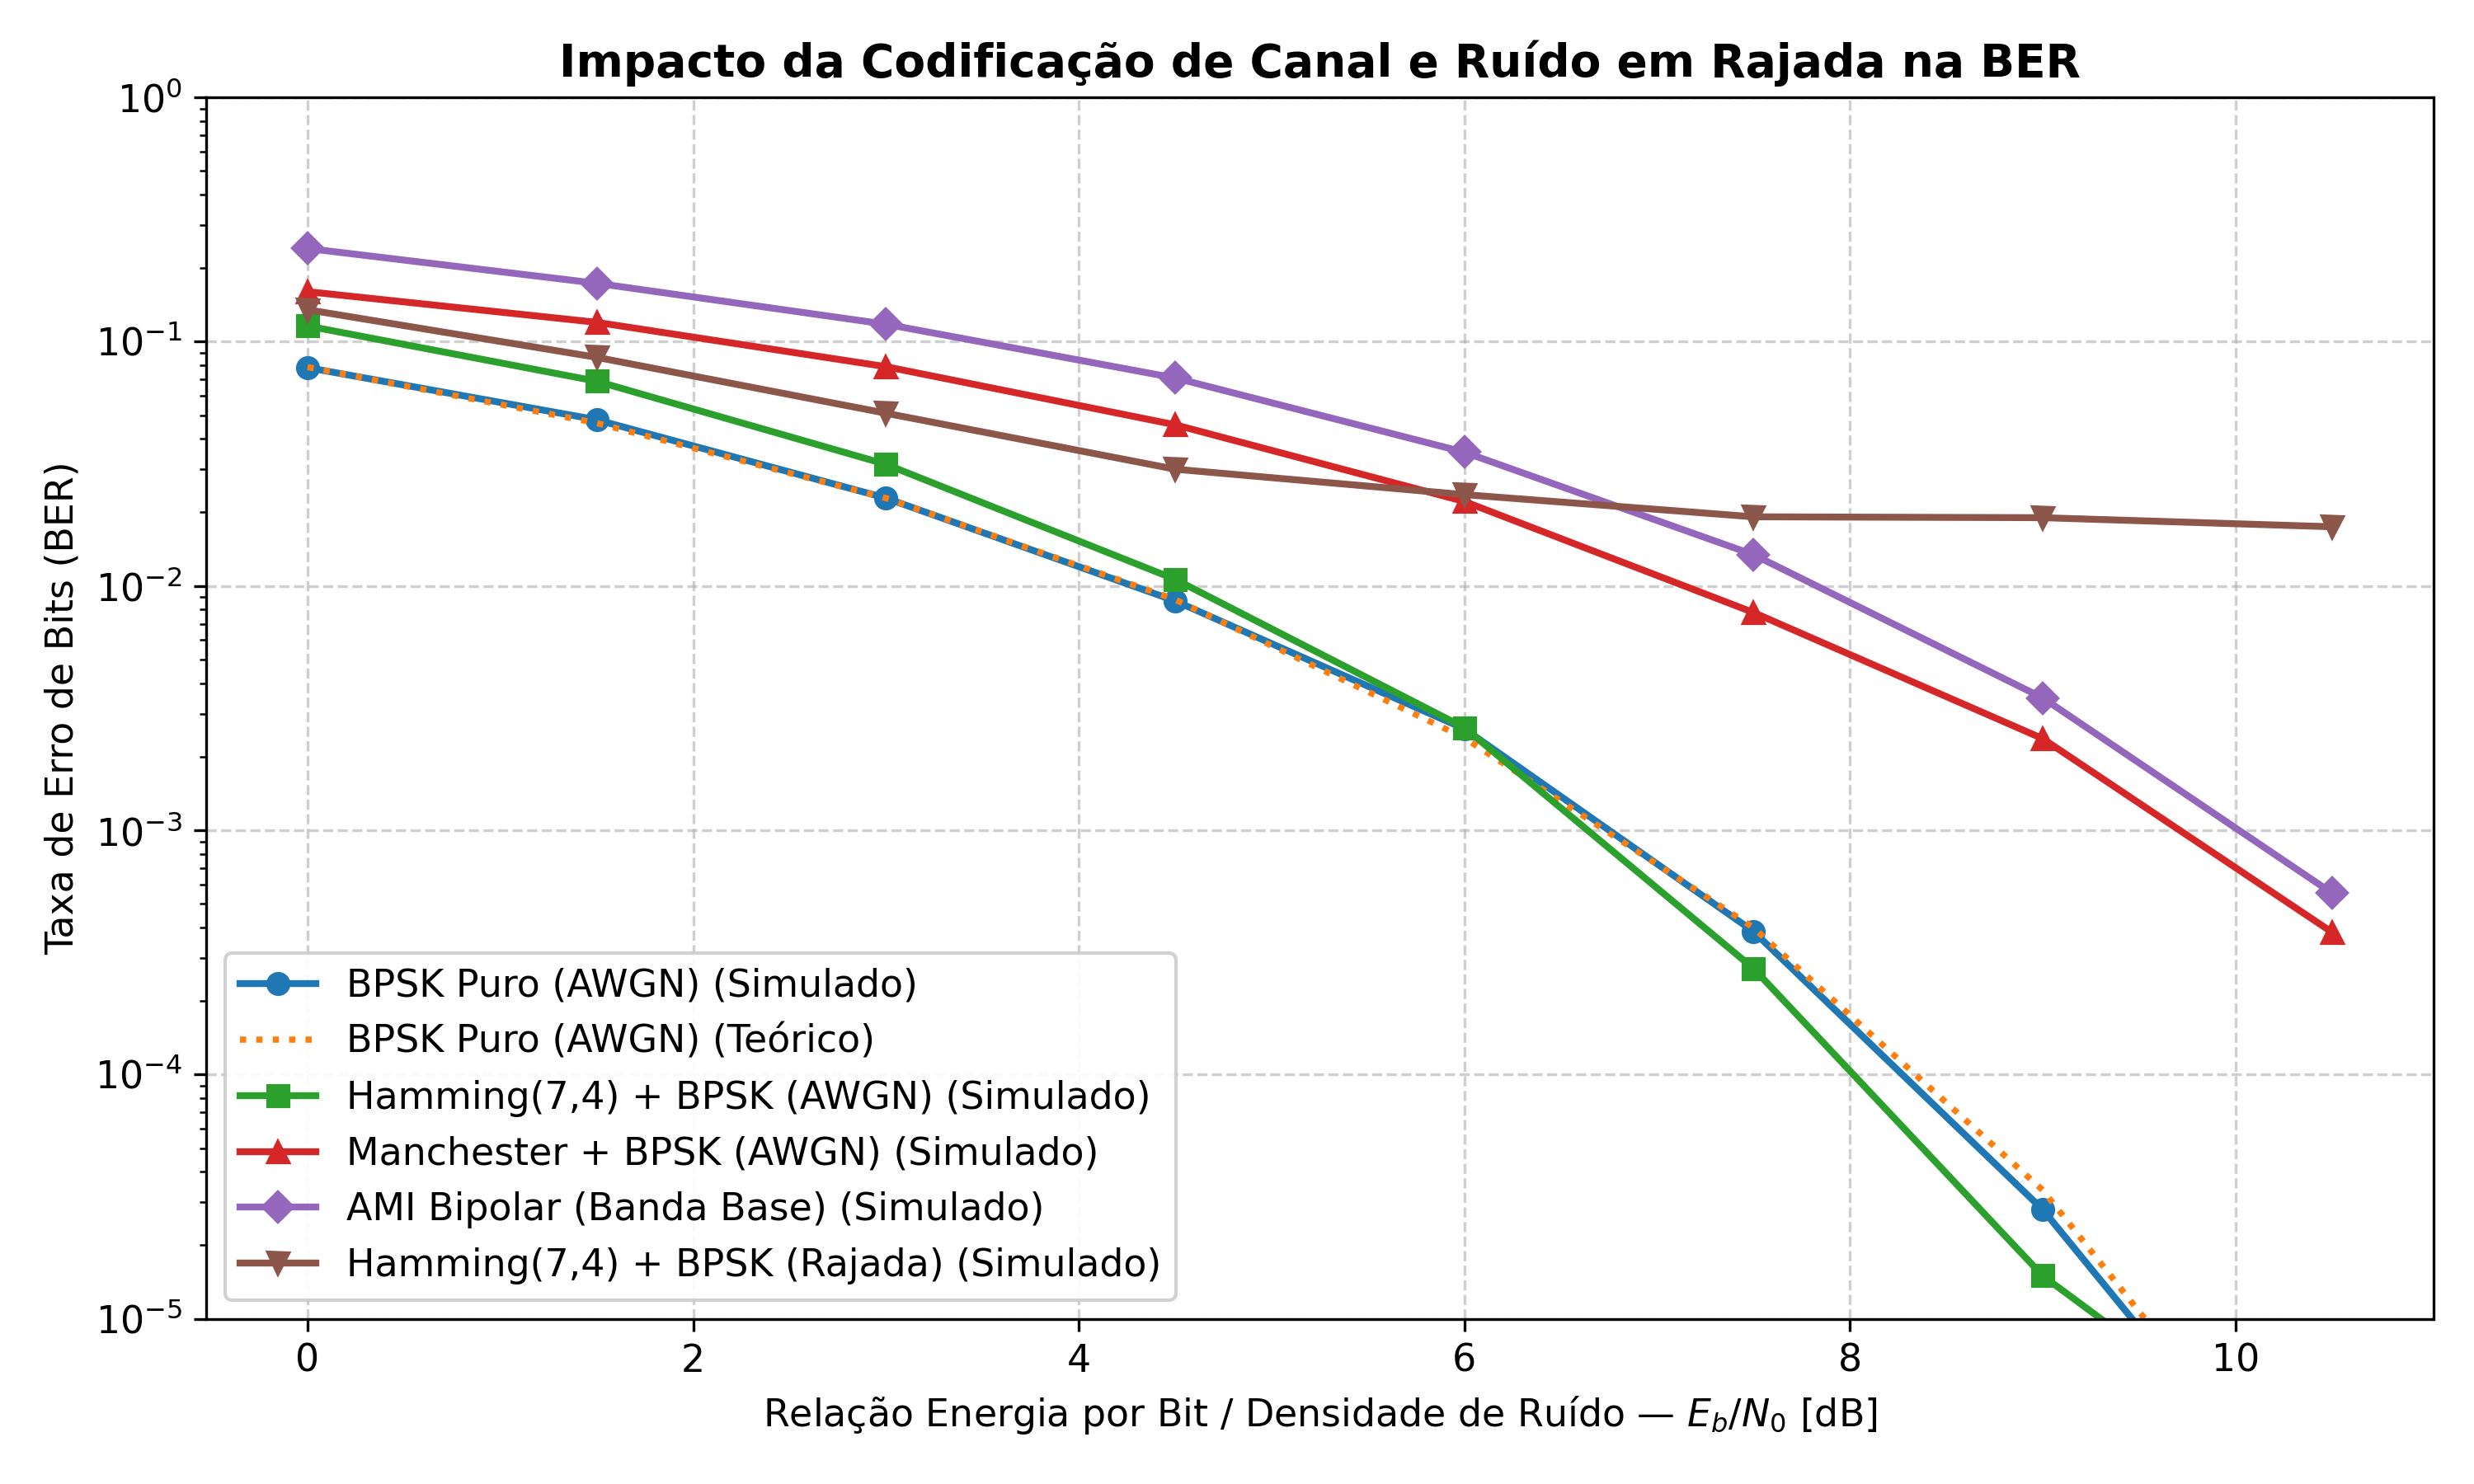 Impacto da Codificação de Canal e Ruído em Rajada na BER
10⁰
10⁻¹
10⁻²
10⁻³
10⁻⁴
10⁻⁵
Taxa de Erro de Bits (BER)
BPSK Puro (AWGN) (Simulado)
BPSK Puro (AWGN) (Teórico)
Hamming(7,4) + BPSK (AWGN) (Simulado)
Manchester + BPSK (AWGN) (Simulado)
AMI Bipolar (Banda Base) (Simulado)
Hamming(7,4) + BPSK (Rajada) (Simulado)
0 2 4 6 8 10
Relação Energia por Bit / Densidade de Ruído — E_b/N_0 [dB]